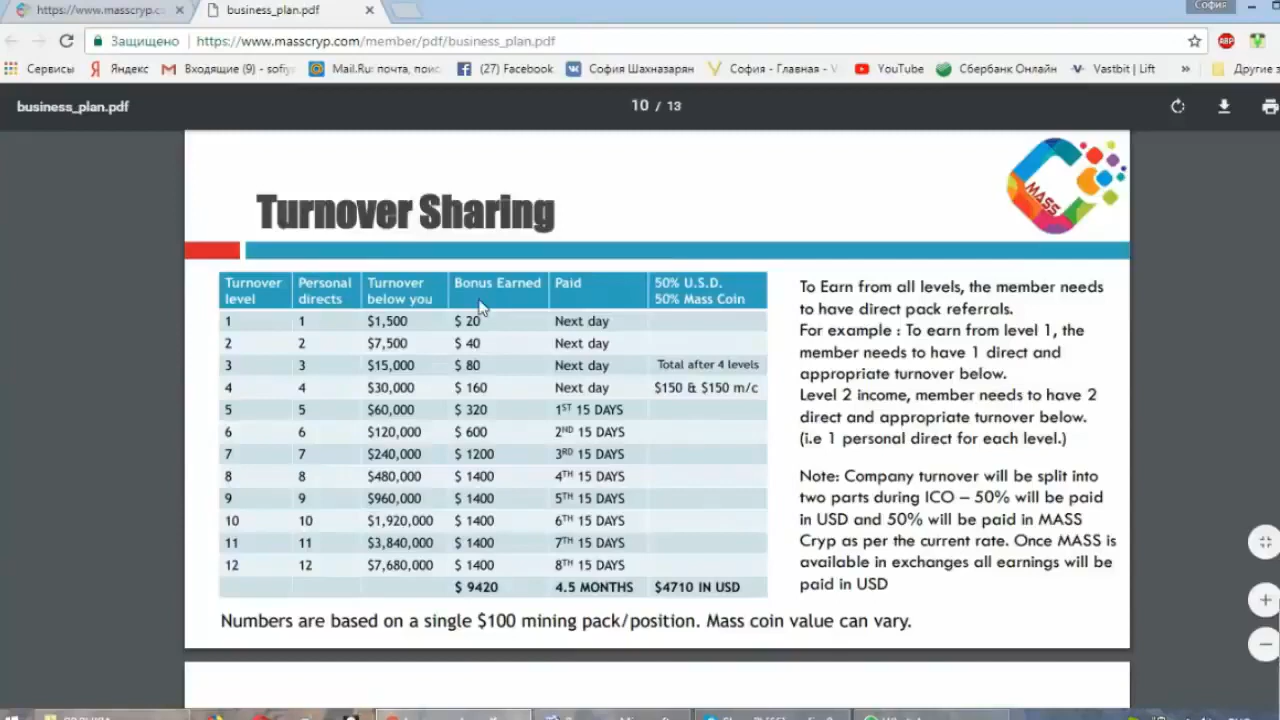 София
https://www.masscryp.com
business_plan.pdf
Защищено
https://www.masscryp.com/member/pdf/business_plan.pdf
ABP
Сервисы
Яндекс
Входящие (9) - sofiy
Mail.Ru: почта, поис
(27) Facebook
София Шахназарян
София - Главная -
YouTube
Сбербанк Онлайн
Vastbit | Lift
»
Другие з
business_plan.pdf
10 / 13
MASS
Turnover Sharing
Turnover level Personal directs Turnover below you Bonus Earned Paid 50% U.S.D. 50% Mass Coin
1 1 $1,500 $ 20 Next day
2 2 $7,500 $ 40 Next day
3 3 $15,000 $ 80 Next day Total after 4 levels
4 4 $30,000 $ 160 Next day $150 & $150 m/c
5 5 $60,000 $ 320 1ST 15 DAYS
6 6 $120,000 $ 600 2ND 15 DAYS
7 7 $240,000 $ 1200 3RD 15 DAYS
8 8 $480,000 $ 1400 4TH 15 DAYS
9 9 $960,000 $ 1400 5TH 15 DAYS
10 10 $1,920,000 $ 1400 6TH 15 DAYS
11 11 $3,840,000 $ 1400 7TH 15 DAYS
12 12 $7,680,000 $ 1400 8TH 15 DAYS
$ 9420 4.5 MONTHS $4710 IN USD
To Earn from all levels, the member needs
to have direct pack referrals.
For example : To earn from level 1, the
member needs to have 1 direct and
appropriate turnover below.
Level 2 income, member needs to have 2
direct and appropriate turnover below.
(i.e 1 personal direct for each level.)
Note: Company turnover will be split into
two parts during ICO – 50% will be paid
in USD and 50% will be paid in MASS
Cryp as per the current rate. Once MASS is
available in exchanges all earnings will be
paid in USD
Numbers are based on a single $100 mining pack/position. Mass coin value can vary.